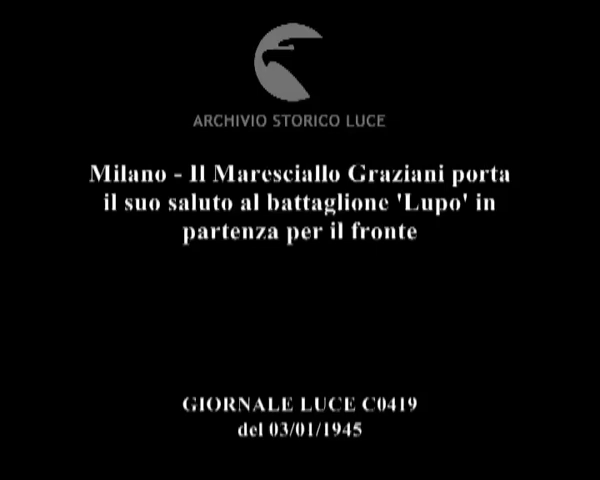 ARCHIVIO STORICO LUCE
Milano - Il Maresciallo Graziani porta
il suo saluto al battaglione 'Lupo' in
partenza per il fronte
GIORNALE LUCE C0419
del 03/01/1945